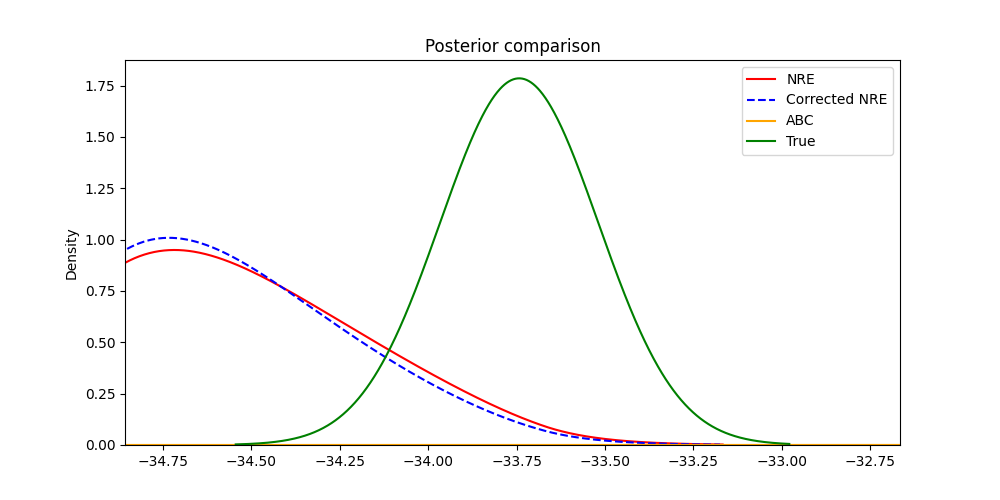 Posterior comparison
NRE
Corrected NRE
ABC
True
Density
1.75
1.50
1.25
1.00
0.75
0.50
0.25
0.00
−34.75
−34.50
−34.25
−34.00
−33.75
−33.50
−33.25
−33.00
−32.75